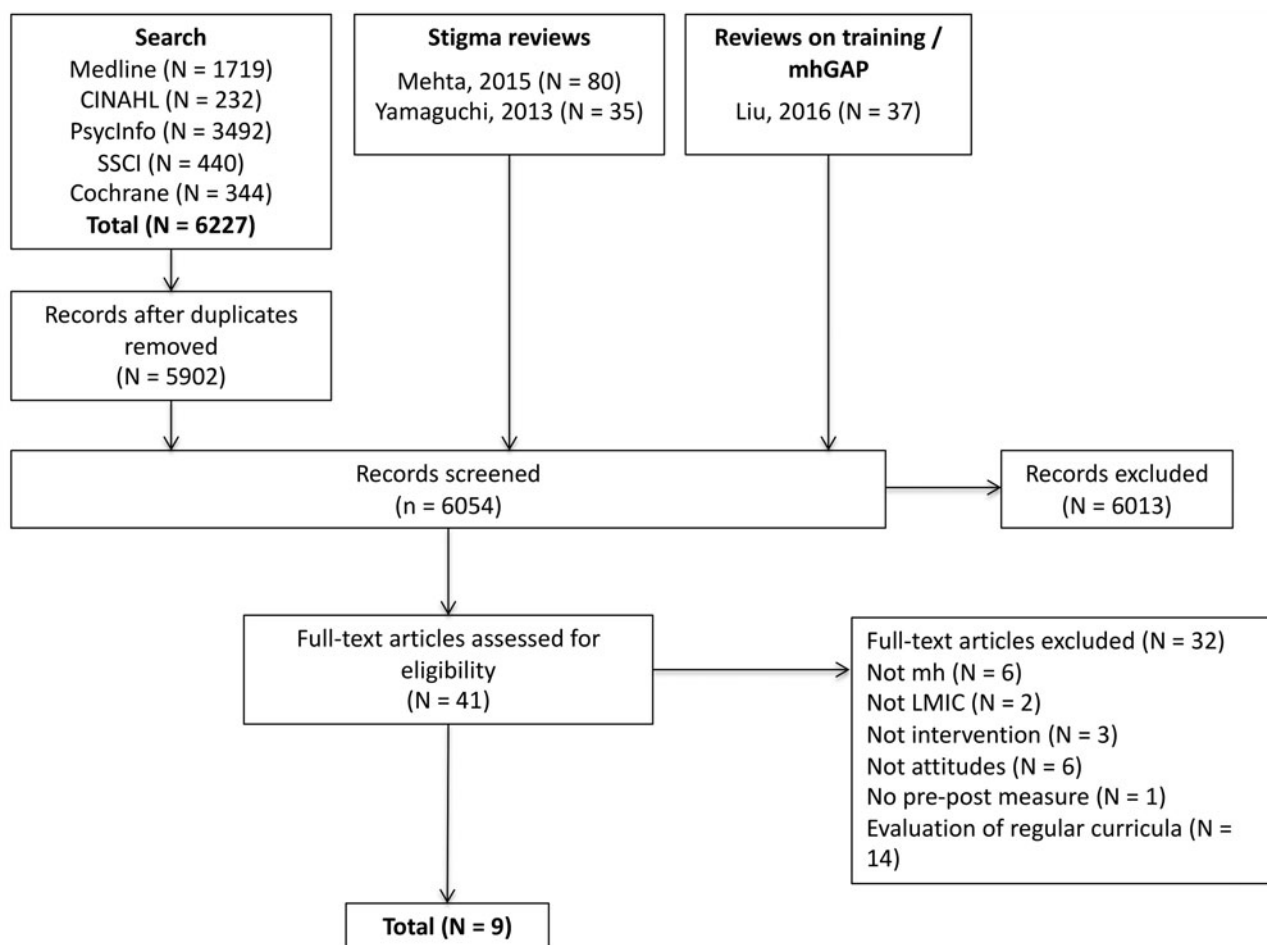 Search
Medline (N = 1719)
CINAHL (N = 232)
PsycInfo (N = 3492)
SSCI (N = 440)
Cochrane (N = 344)
Total (N = 6227)
Stigma reviews
Mehta, 2015 (N = 80)
Yamaguchi, 2013 (N = 35)
Reviews on training /
mhGAP
Liu, 2016 (N = 37)
Records after duplicates
removed
(N = 5902)
Records screened
(n = 6054)
Records excluded
(N = 6013)
Full-text articles assessed for
eligibility
(N = 41)
Full-text articles excluded (N = 32)
Not mh (N = 6)
Not LMIC (N = 2)
Not intervention (N = 3)
Not attitudes (N = 6)
No pre-post measure (N = 1)
Evaluation of regular curricula (N =
14)
Total (N = 9)